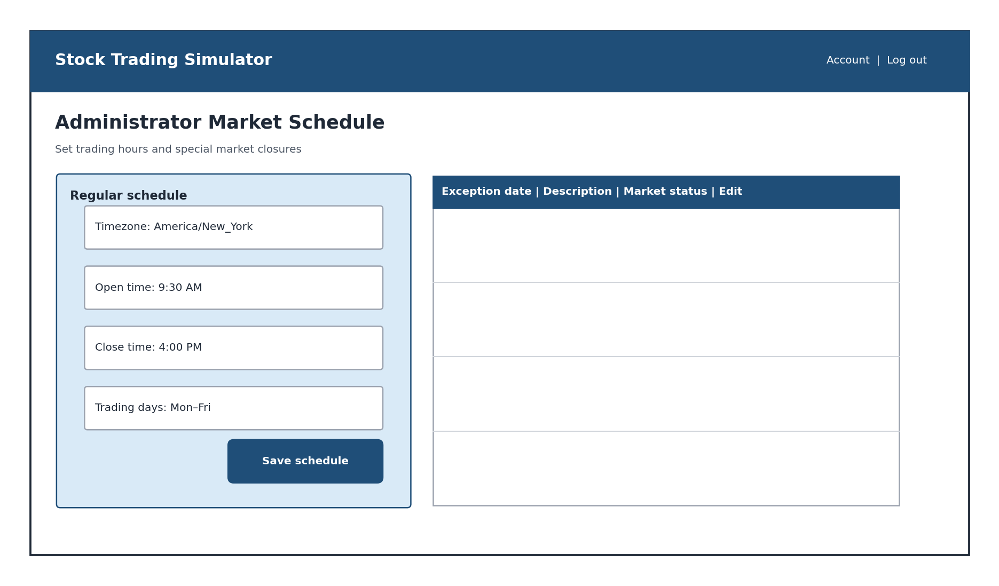 Stock Trading Simulator
Account | Log out
Administrator Market Schedule
Set trading hours and special market closures
Regular schedule
Timezone: America/New_York
Open time: 9:30 AM
Close time: 4:00 PM
Trading days: Mon–Fri
Save schedule
Exception date | Description | Market status | Edit